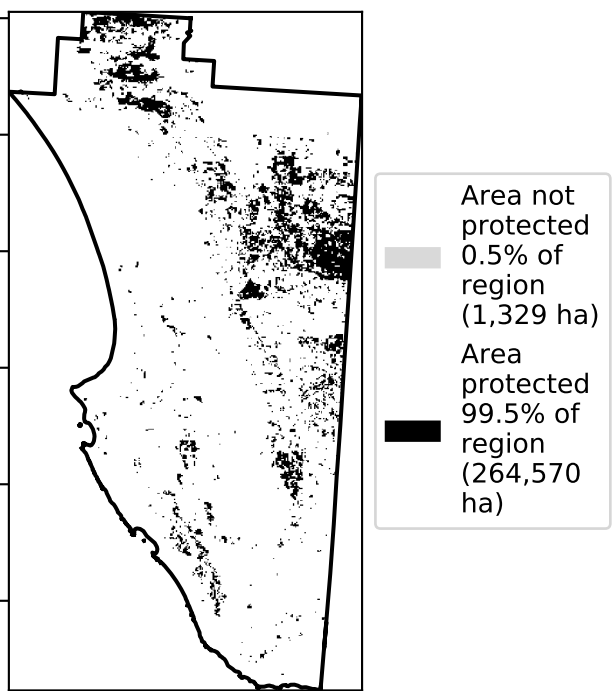 Area not
protected
0.5% of
region
(1,329 ha)
Area
protected
99.5% of
region
(264,570
ha)